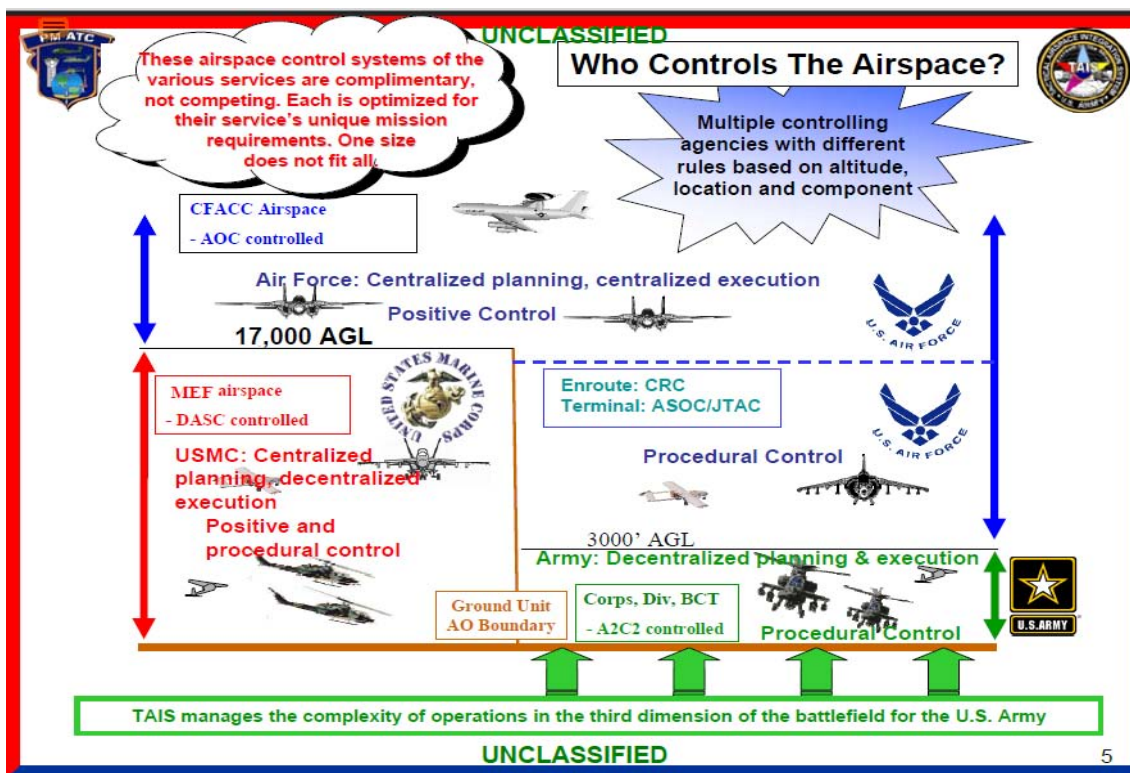 UNCLASSIFIED
PM ATC
These airspace control systems of the
various services are complimentary,
not competing. Each is optimized for
their service's unique mission
requirements. One size
does not fit all.
Who Controls The Airspace?
TACTICAL AIRSPACE INTEGRATION SYSTEM
TAIS
U.S. ARMY
Multiple controlling
agencies with different
rules based on altitude,
location and component
CFACC Airspace
- AOC controlled
Air Force: Centralized planning, centralized execution
Positive Control
U.S. AIR FORCE
17,000 AGL
MEF airspace
- DASC controlled
UNITED STATES MARINE CORPS
USMC: Centralized
planning, decentralized
execution
Positive and
procedural control
Enroute: CRC
Terminal: ASOC/JTAC
U.S. AIR FORCE
Procedural Control
3000' AGL
Army: Decentralized planning & execution
Ground Unit
AO Boundary
Corps, Div, BCT
- A2C2 controlled
Procedural Control
U.S.ARMY
TAIS manages the complexity of operations in the third dimension of the battlefield for the U.S. Army
UNCLASSIFIED
5